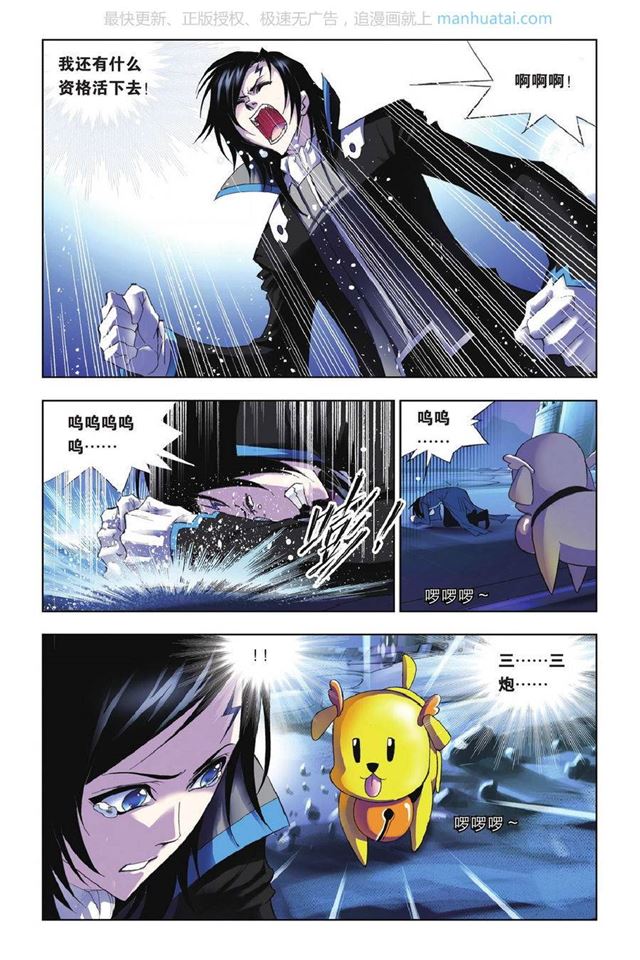 最快更新、正版授权、极速无广告，追漫画就上 manhuatai.com
我还有什么
资格活下去！
啊啊啊！
呜呜呜呜
呜……
嘭！
呜呜
……
啰啰啰～
！！
三……三
炮……
啰啰啰～